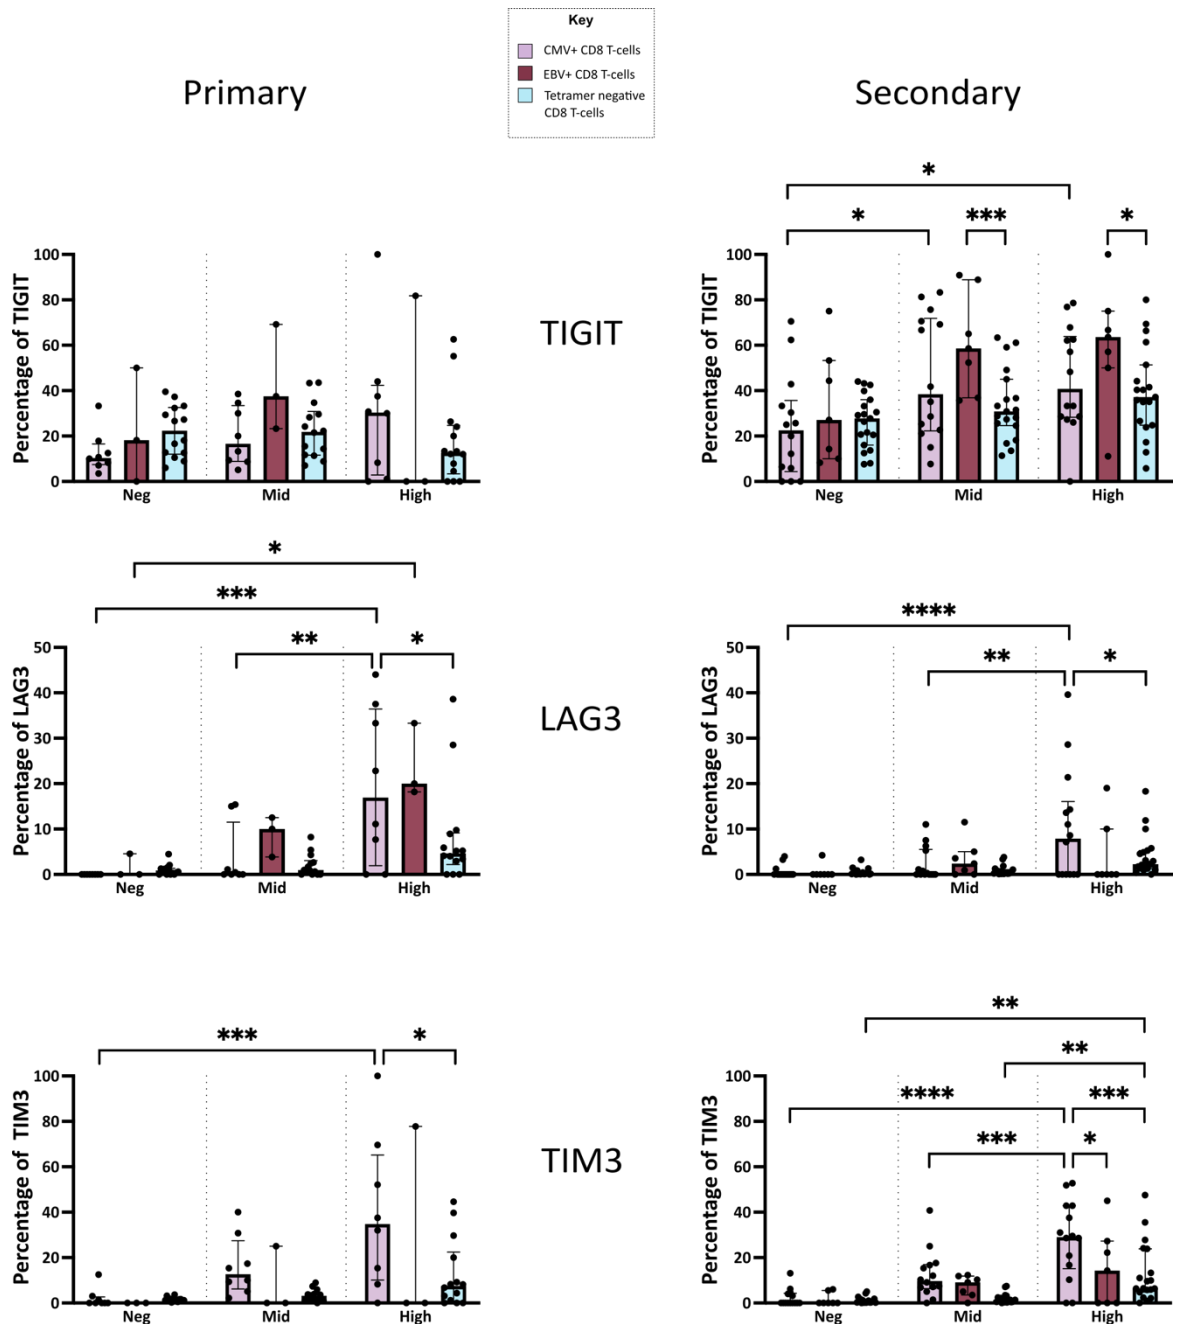 Key
CMV+ CD8 T-cells
EBV+ CD8 T-cells
Tetramer negative
CD8 T-cells
Primary
Secondary
Percentage of TIGIT
100
80
60
40
20
0
Neg
Mid
High
TIGIT
*
*
***
*
Percentage of TIGIT
100
80
60
40
20
0
Neg
Mid
High
*
***
**
*
Percentage of LAG3
50
40
30
20
10
0
Neg
Mid
High
LAG3
****
**
*
Percentage of LAG3
50
40
30
20
10
0
Neg
Mid
High
***
*
Percentage of TIM3
100
80
60
40
20
0
Neg
Mid
High
TIM3
**
**
****
***
***
*
Percentage of TIM3
100
80
60
40
20
0
Neg
Mid
High